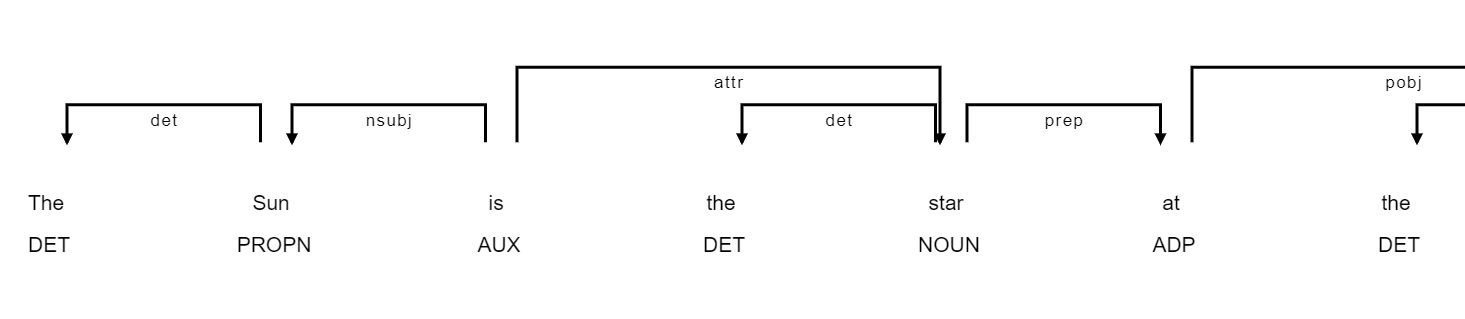 attr pobj
det nsubj det prep
The Sun is the star at the
DET PROPN AUX DET NOUN ADP DET